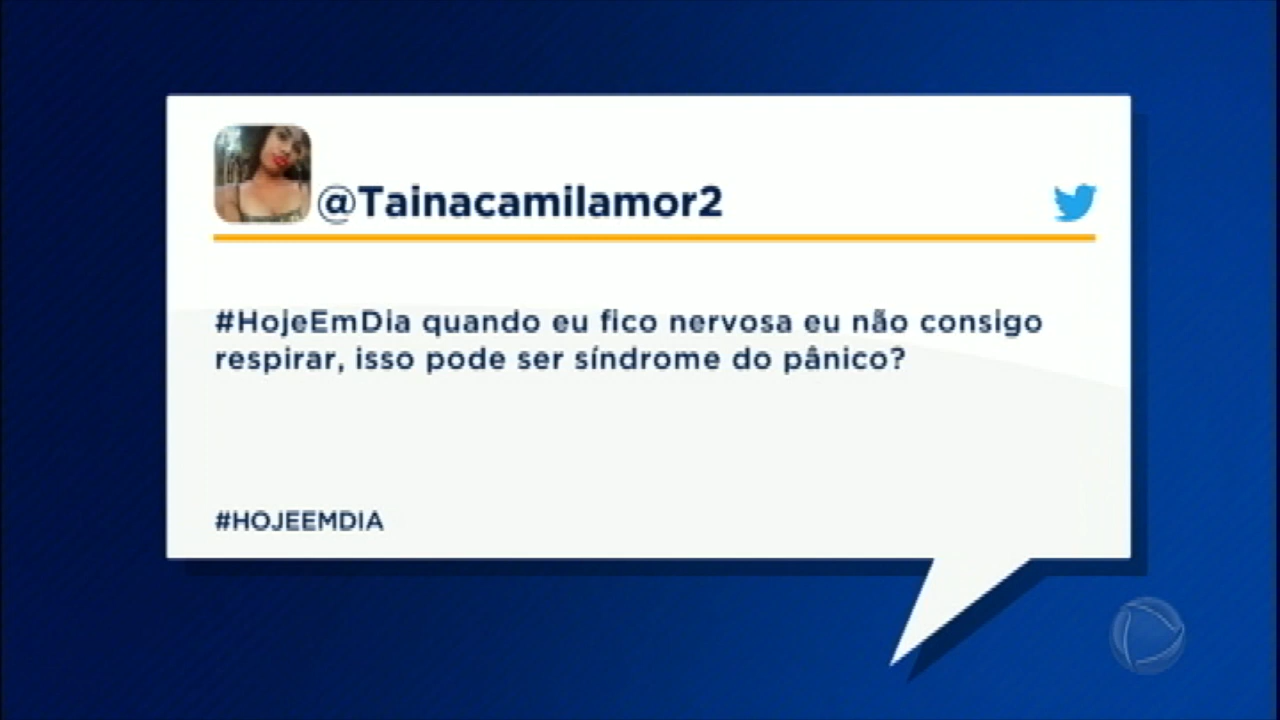 @Tainacamilamor2
#HojeEmDia quando eu fico nervosa eu não consigo
respirar, isso pode ser síndrome do pânico?
#HOJEEMDIA